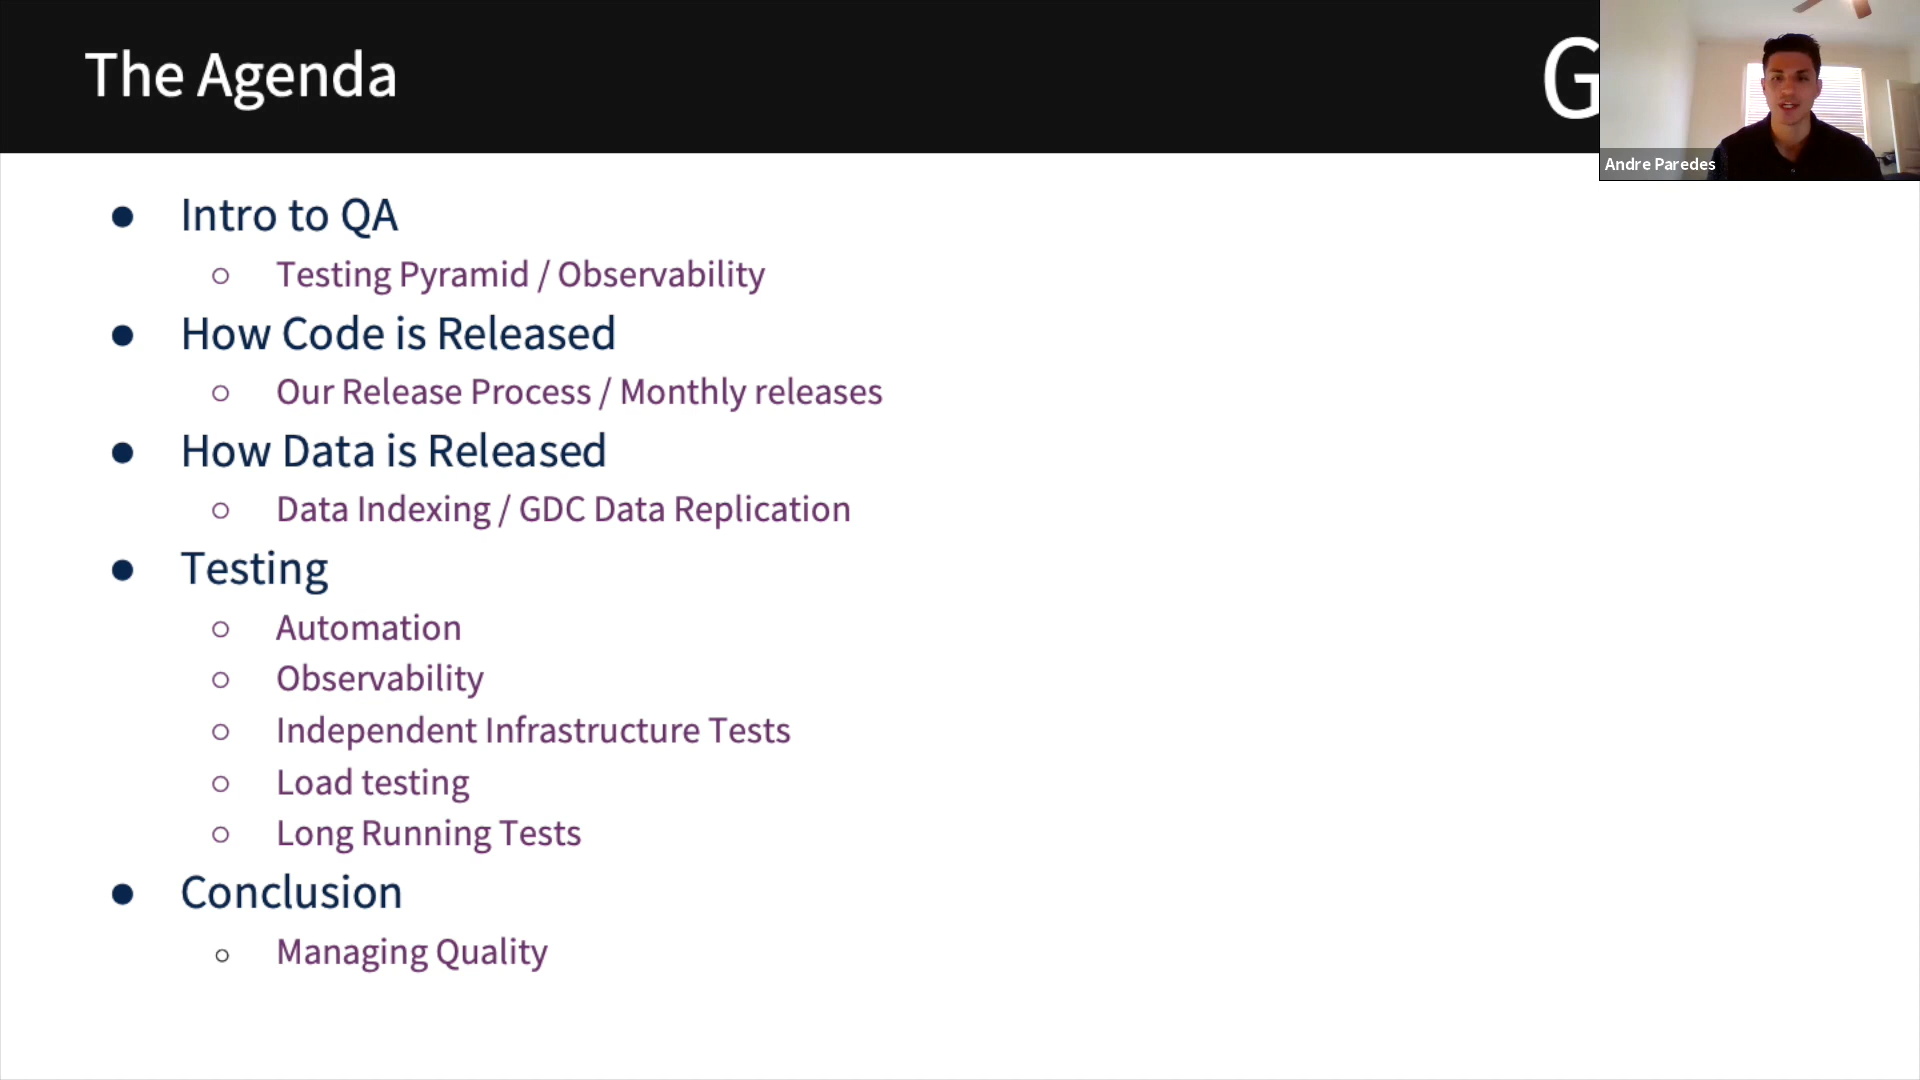 The Agenda
G
Andre Paredes
Intro to QA
Testing Pyramid / Observability
How Code is Released
Our Release Process / Monthly releases
How Data is Released
Data Indexing / GDC Data Replication
Testing
Automation
Observability
Independent Infrastructure Tests
Load testing
Long Running Tests
Conclusion
Managing Quality